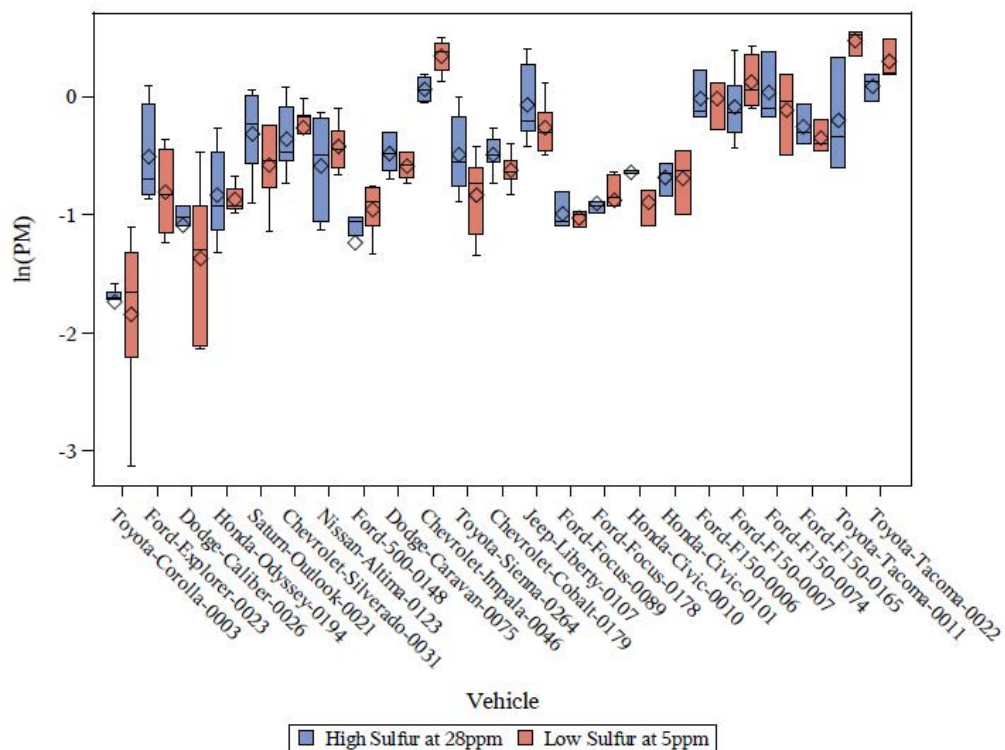 ln(PM)
0
-1
-2
-3
Toyota-Corolla-0003
Ford-Explorer-0023
Dodge-Caliber-0026
Honda-Odyssey-0194
Saturn-Outlook-0021
Chevrolet-Silverado-0031
Nissan-Altima-0123
Ford-500-0148
Dodge-Caravan-0075
Chevrolet-Impala-0046
Toyota-Sienna-0264
Chevrolet-Cobalt-0179
Jeep-Liberty-0107
Ford-Focus-0089
Ford-Focus-0178
Honda-Civic-0010
Honda-Civic-0101
Ford-F150-0006
Ford-F150-0007
Ford-F150-0074
Ford-F150-0165
Toyota-Tacoma-0011
Toyota-Tacoma-0022
Vehicle
High Sulfur at 28ppm Low Sulfur at 5ppm